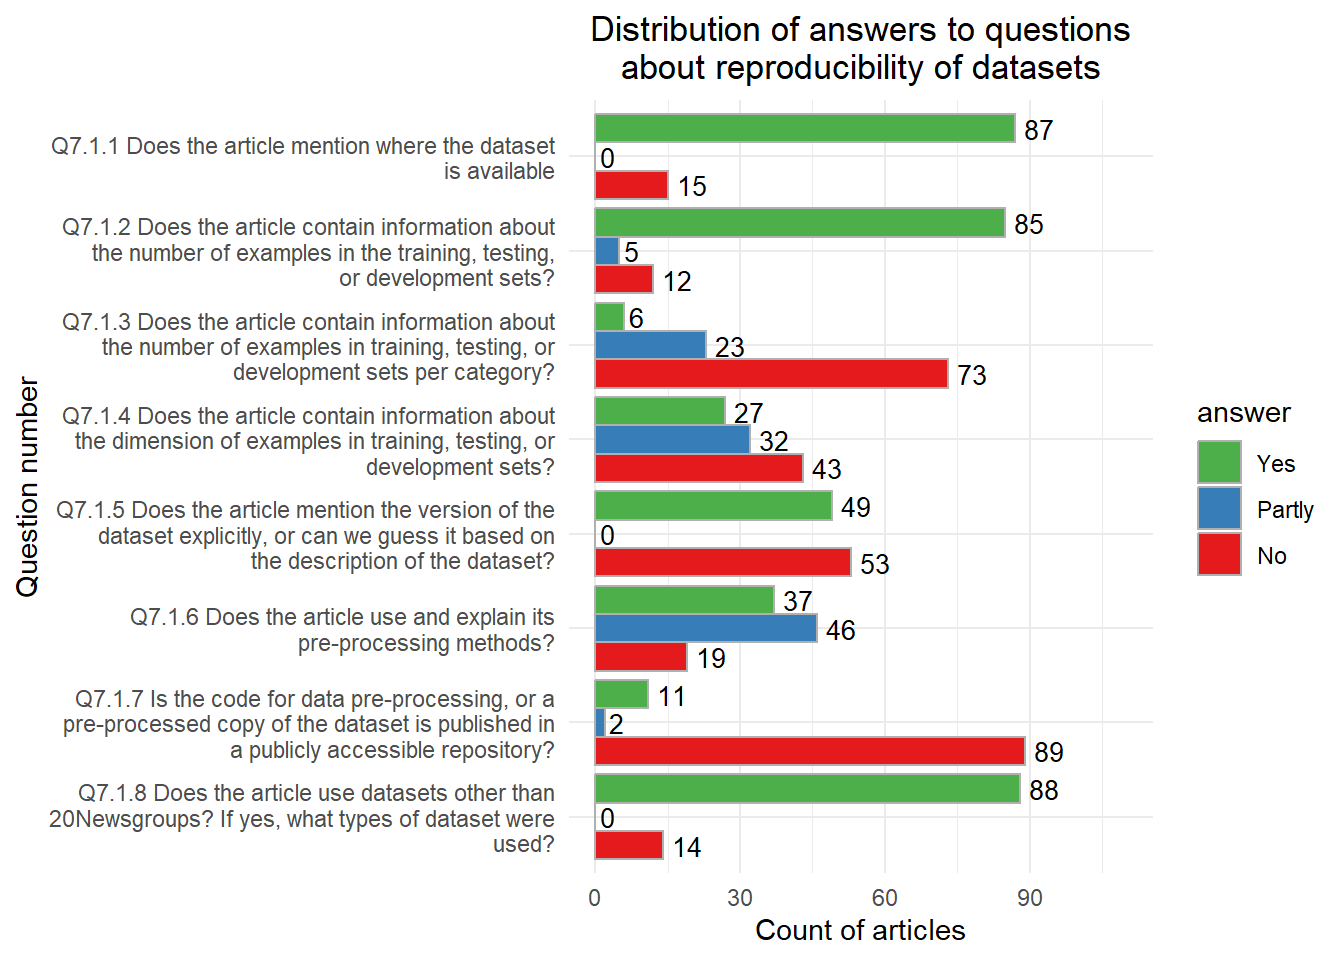 Distribution of answers to questions
about reproducibility of datasets
Question number
Q7.1.1 Does the article mention where the dataset
is available
87
0
15
Q7.1.2 Does the article contain information about
the number of examples in the training, testing,
or development sets?
85
5
12
Q7.1.3 Does the article contain information about
the number of examples in training, testing, or
development sets per category?
6
23
73
Q7.1.4 Does the article contain information about
the dimension of examples in training, testing, or
development sets?
27
32
43
Q7.1.5 Does the article mention the version of the
dataset explicitly, or can we guess it based on
the description of the dataset?
49
0
53
Q7.1.6 Does the article use and explain its
pre-processing methods?
37
46
19
Q7.1.7 Is the code for data pre-processing, or a
pre-processed copy of the dataset is published in
a publicly accessible repository?
11
2
89
Q7.1.8 Does the article use datasets other than
20Newsgroups? If yes, what types of dataset were
used?
88
0
14
0 30 60 90
Count of articles
answer
Yes
Partly
No